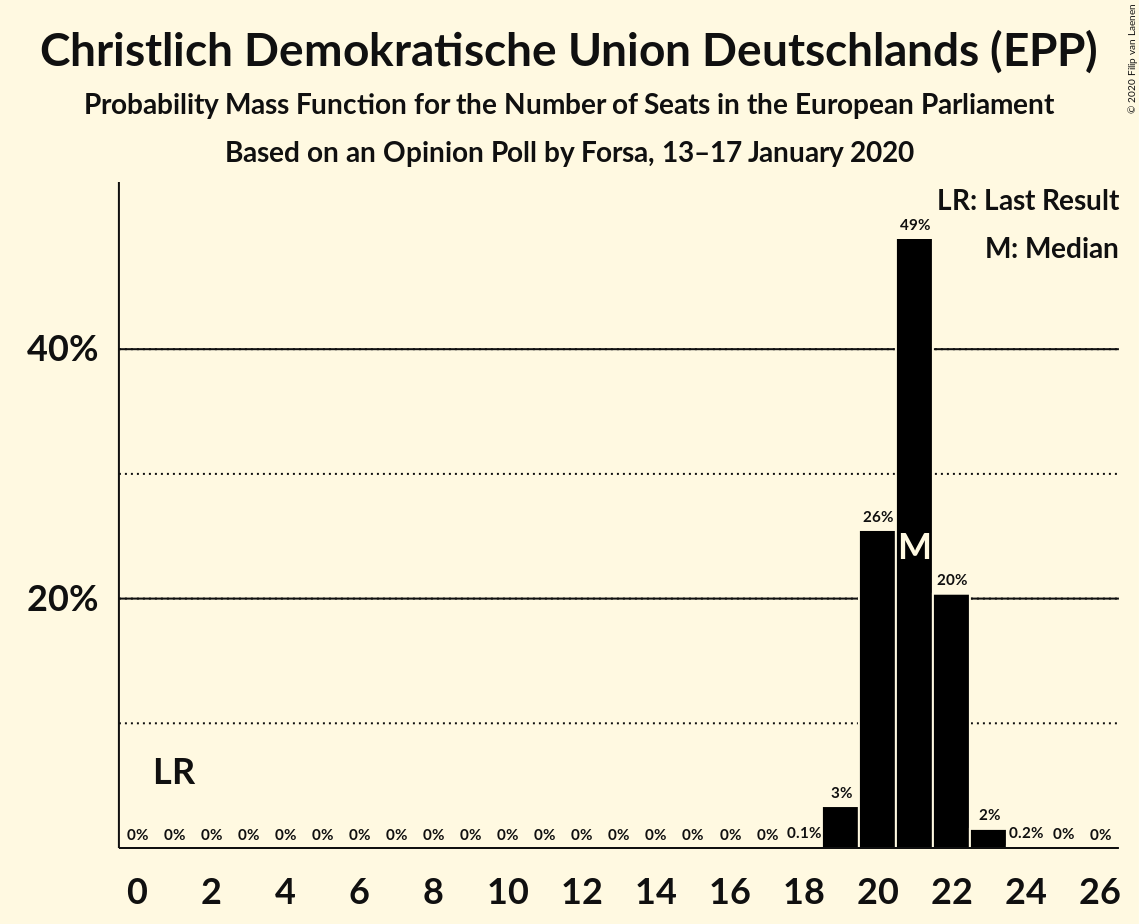 Christlich Demokratische Union Deutschlands (EPP)
Probability Mass Function for the Number of Seats in the European Parliament
Based on an Opinion Poll by Forsa, 13–17 January 2020
© 2020 Filip van Laenen
LR: Last Result
M: Median
49%
40%
26%
M
20%
20%
LR
3%
2%
0% 0% 0% 0% 0% 0% 0% 0% 0% 0% 0% 0% 0% 0% 0% 0% 0% 0% 0.1% 0.2% 0% 0%
0 2 4 6 8 10 12 14 16 18 20 22 24 26